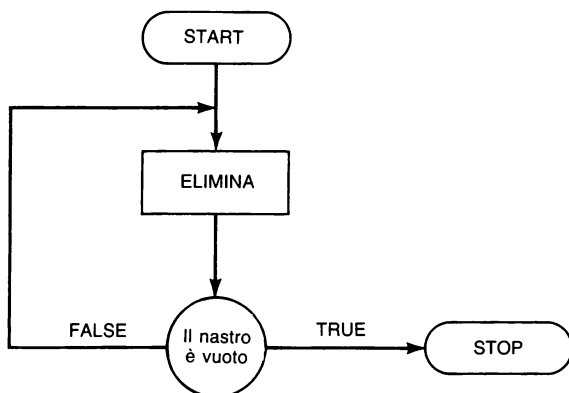 START
ELIMINA
FALSE
Il nastro
è vuoto
TRUE
STOP